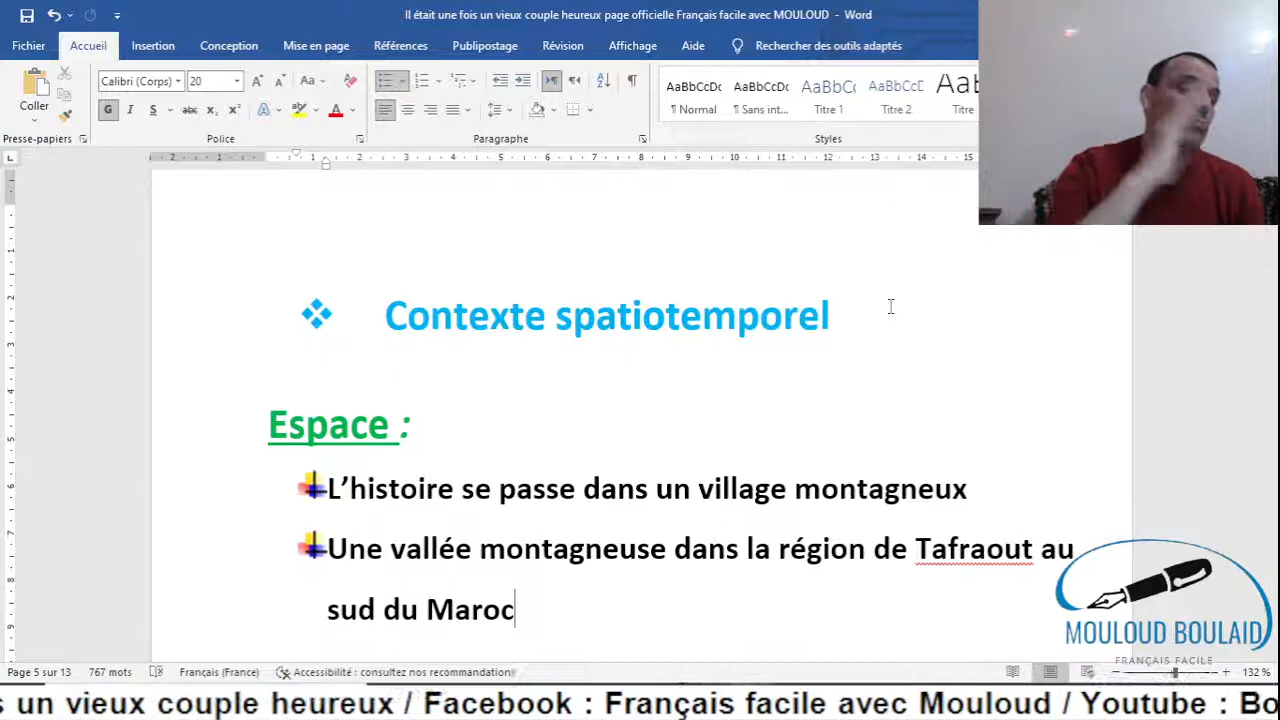 Il était une fois un vieux couple heureux page officielle Français facile avec MOULOUD - Word
Fichier Accueil Insertion Conception Mise en page Références Publipostage Révision Affichage Aide Rechercher des outils adaptés
Coller
Calibri (Corps) 20
AaBbCcDc AaBbCcDc AaBbCc AaBbCcD AaB
¶ Normal ¶ Sans int... Titre 1 Titre 2 Titre
Presse-papiers Police Paragraphe Styles
Contexte spatiotemporel
Espace :
L’histoire se passe dans un village montagneux
Une vallée montagneuse dans la région de Tafraout au
sud du Maroc
MOULOUD BOULAID
FRANÇAIS FACILE
Page 5 sur 13 767 mots Français (France) Accessibilité : consultez nos recommandations 132 %
s un vieux couple heureux / Facebook : Français facile avec Mouloud / Youtube : Bo